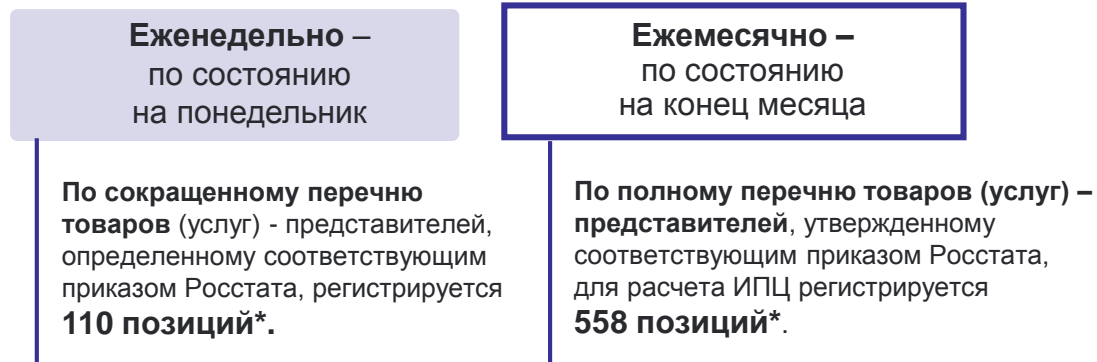 Еженедельно –
по состоянию
на понедельник
Ежемесячно –
по состоянию
на конец месяца
По сокращенному перечню
товаров (услуг) - представителей,
определенному соответствующим
приказом Росстата, регистрируется
110 позиций*.
По полному перечню товаров (услуг) –
представителей, утвержденному
соответствующим приказом Росстата,
для расчета ИПЦ регистрируется
558 позиций*.